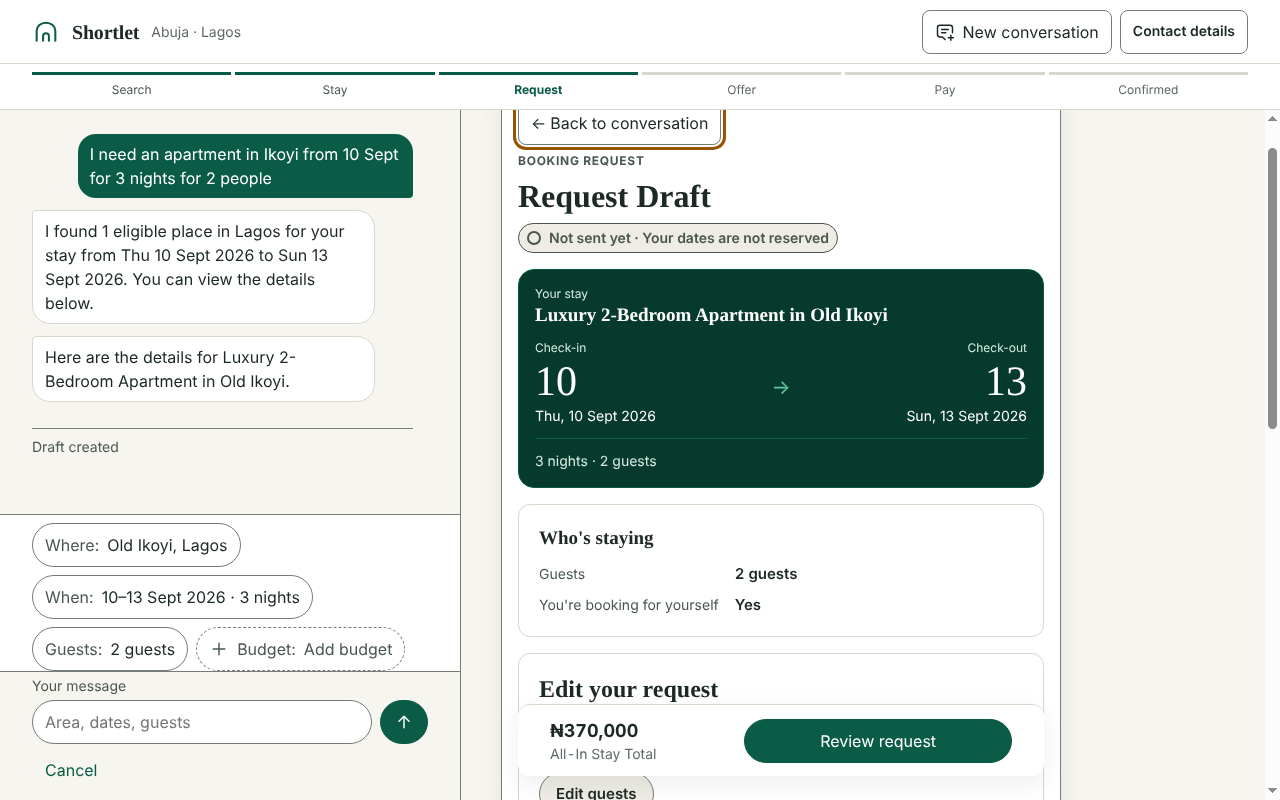 Shortlet
Abuja · Lagos
New conversation
Contact details
Search
Stay
Request
Offer
Pay
Confirmed
I need an apartment in Ikoyi from 10 Sept
for 3 nights for 2 people
I found 1 eligible place in Lagos for your
stay from Thu 10 Sept 2026 to Sun 13
Sept 2026. You can view the details
below.
Here are the details for Luxury 2-
Bedroom Apartment in Old Ikoyi.
Draft created
Where: Old Ikoyi, Lagos
When: 10–13 Sept 2026 · 3 nights
Guests: 2 guests
+ Budget: Add budget
Your message
Area, dates, guests
Cancel
← Back to conversation
BOOKING REQUEST
Request Draft
Not sent yet · Your dates are not reserved
Your stay
Luxury 2-Bedroom Apartment in Old Ikoyi
Check-in
Check-out
10
→
13
Thu, 10 Sept 2026
Sun, 13 Sept 2026
3 nights · 2 guests
Who's staying
Guests
2 guests
You're booking for yourself
Yes
Edit your request
₦370,000
All-In Stay Total
Review request
Edit guests